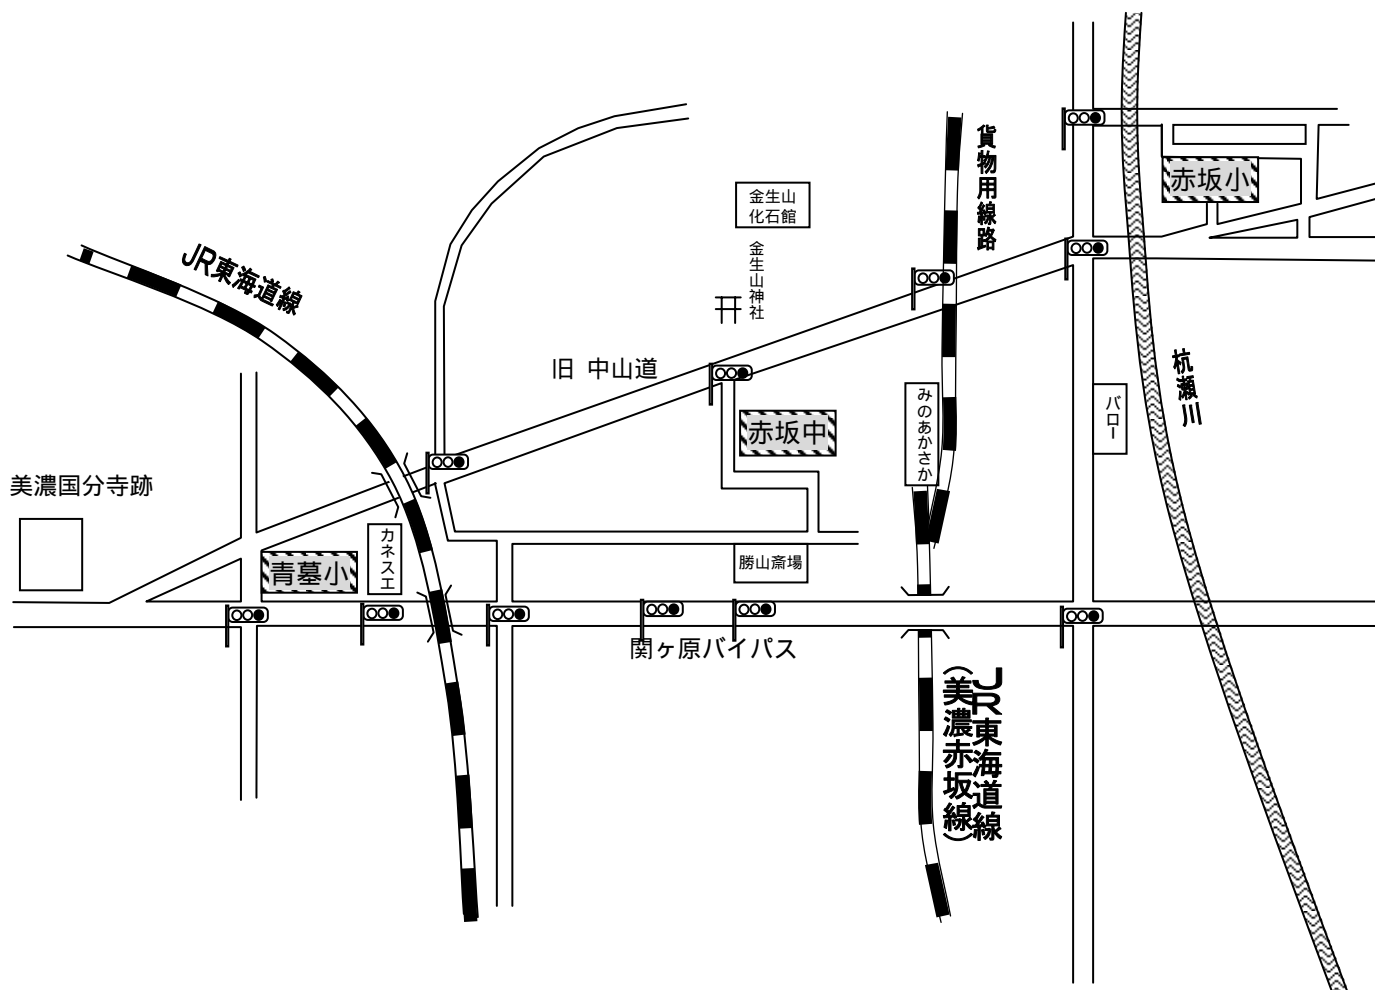 貨物用線路
赤坂小
金生山
化石館
金生山神社
JR東海道線
旧 中山道
杭瀬川
バロー
みのあかさか
赤坂中
美濃国分寺跡
カネスエ
青墓小
勝山斎場
関ヶ原バイパス
JR東海道線
(美濃赤坂線)